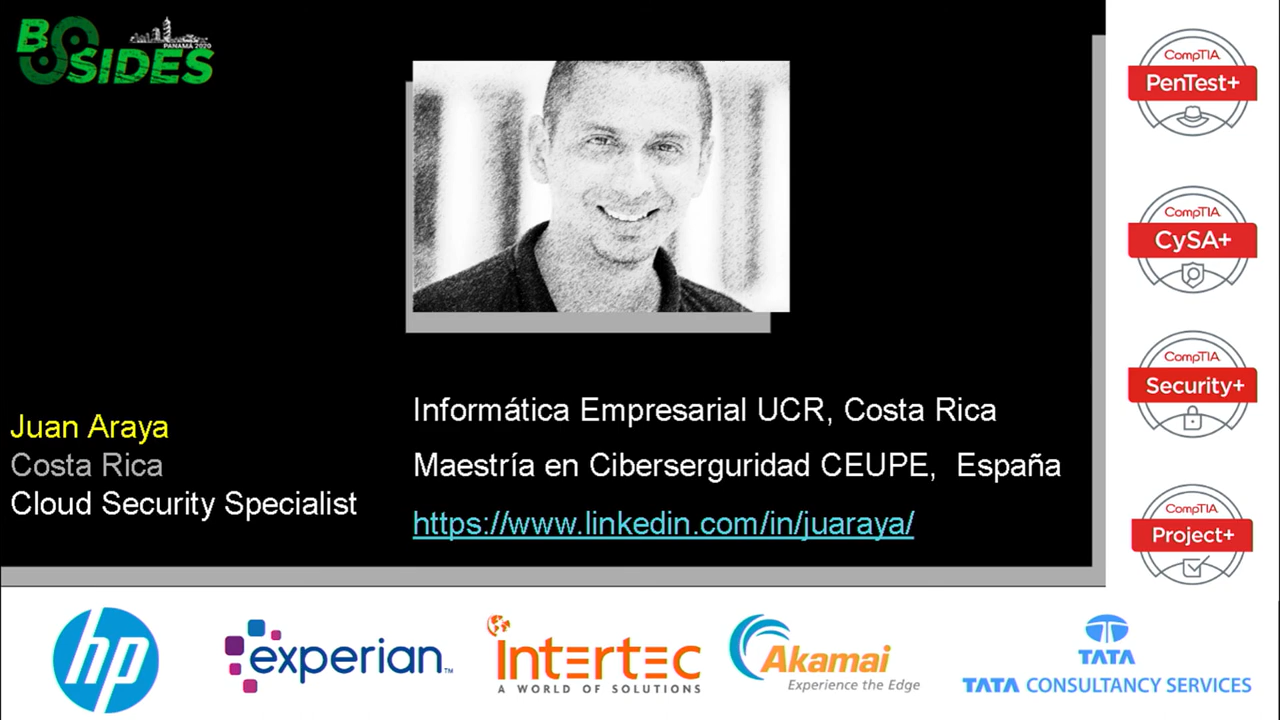 BSIDES
PANAMÁ 2020
Juan Araya
Costa Rica
Cloud Security Specialist
Informática Empresarial UCR, Costa Rica
Maestría en Ciberserguridad CEUPE, España
https://www.linkedin.com/in/juaraya/
CompTIA
PenTest+
CompTIA
CySA+
CompTIA
Security+
CompTIA
Project+
hp
experian™
intertec
A WORLD OF SOLUTIONS
Akamai
Experience the Edge
TATA
TATA CONSULTANCY SERVICES